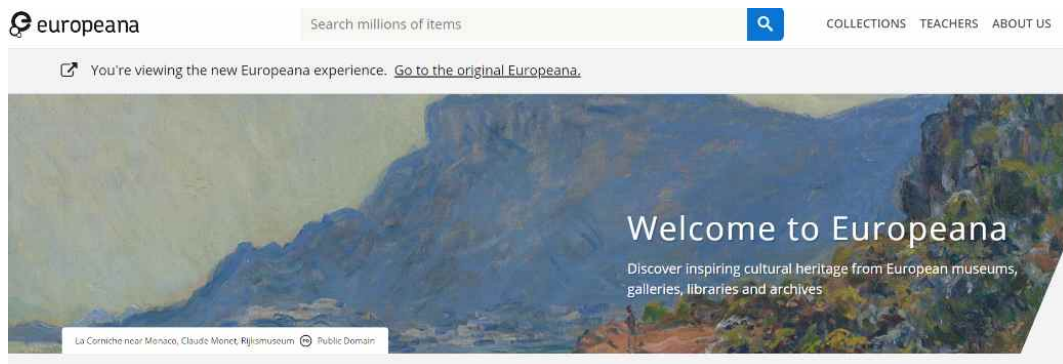 europeana
Search millions of items
COLLECTIONS TEACHERS ABOUT US
You're viewing the new Europeana experience. Go to the original Europeana.
Welcome to Europeana
Discover inspiring cultural heritage from European museums,
galleries, libraries and archives
La Corniche near Monaco, Claude Monet, Rijksmuseum PD Public Domain